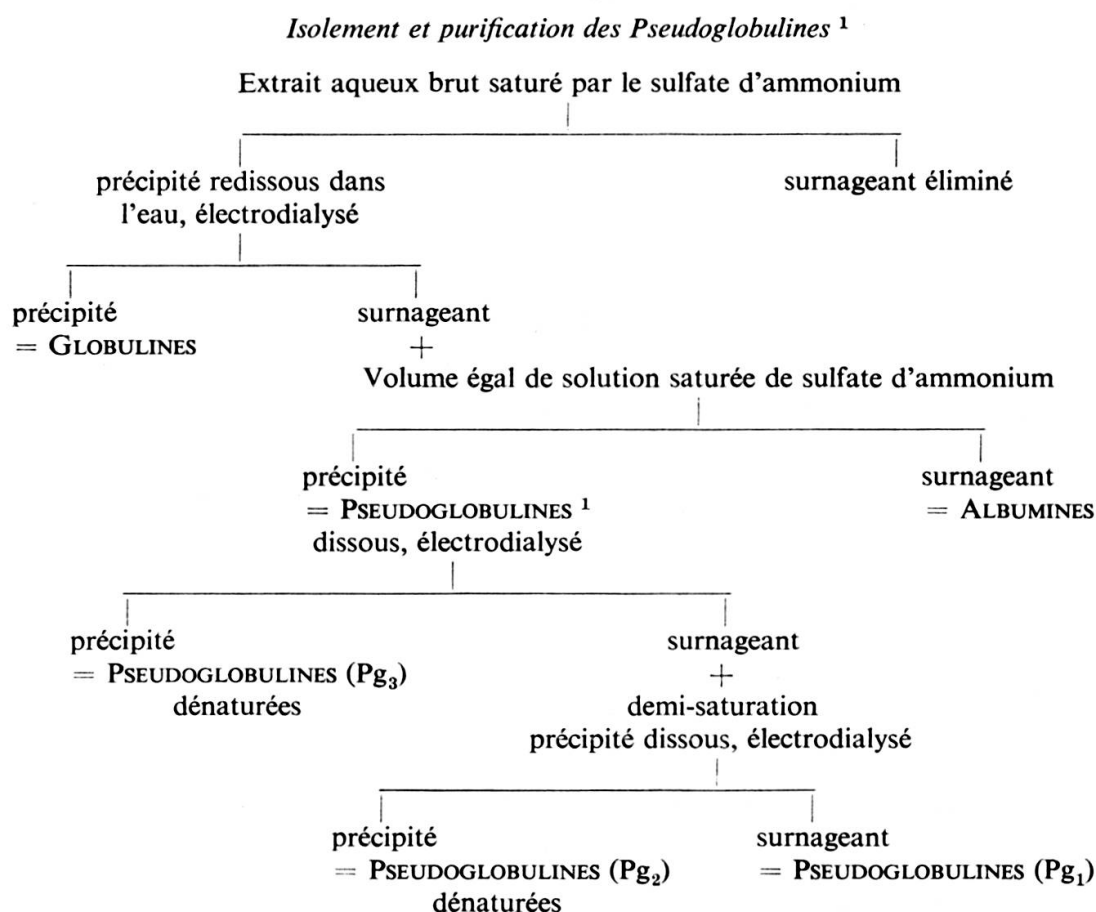 Isolement et purification des Pseudoglobulines ¹
Extrait aqueux brut saturé par le sulfate d'ammonium
précipité redissous dans
l'eau, électrodialysé
surnageant éliminé
précipité
= GLOBULINES
surnageant
+
Volume égal de solution saturée de sulfate d'ammonium
précipité
= PSEUDOGLOBULINES ¹
dissous, électrodialysé
surnageant
= ALBUMINES
précipité
= PSEUDOGLOBULINES (Pg₃)
dénaturées
surnageant
+
demi-saturation
précipité dissous, électrodialysé
précipité
= PSEUDOGLOBULINES (Pg₂)
dénaturées
surnageant
= PSEUDOGLOBULINES (Pg₁)